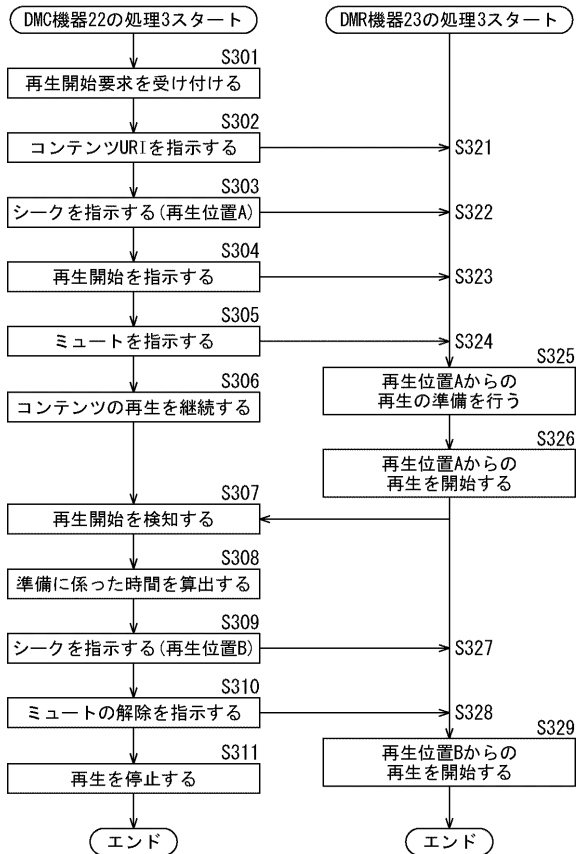 DMC機器22の処理3スタート
DMR機器23の処理3スタート
S301
再生開始要求を受け付ける
S302
コンテンツURIを指示する
S321
S303
シークを指示する(再生位置A)
S322
S304
再生開始を指示する
S323
S305
ミュートを指示する
S324
S325
再生位置Aからの
再生の準備を行う
S306
コンテンツの再生を継続する
S326
再生位置Aからの
再生を開始する
S307
再生開始を検知する
S308
準備に係った時間を算出する
S309
シークを指示する(再生位置B)
S327
S310
ミュートの解除を指示する
S328
S329
再生位置Bからの
再生を開始する
S311
再生を停止する
エンド
エンド